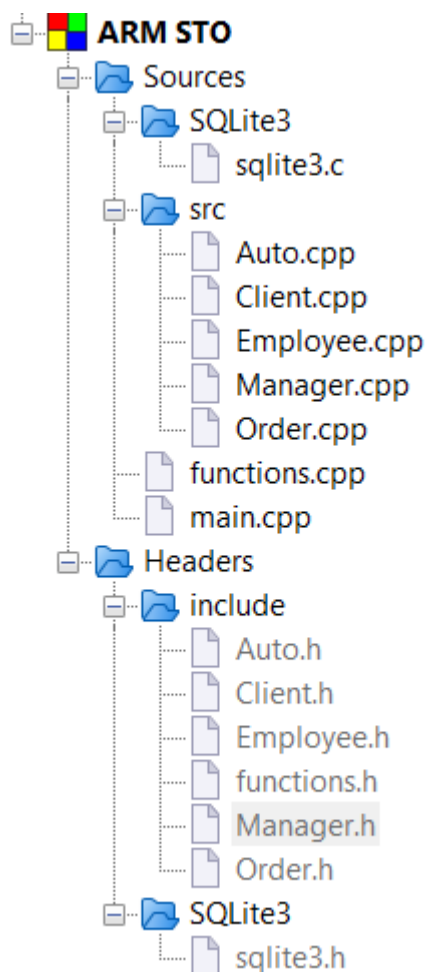 ARM STO
Sources
SQLite3
sqlite3.c
src
Auto.cpp
Client.cpp
Employee.cpp
Manager.cpp
Order.cpp
functions.cpp
main.cpp
Headers
include
Auto.h
Client.h
Employee.h
functions.h
Manager.h
Order.h
SQLite3
sqlite3.h